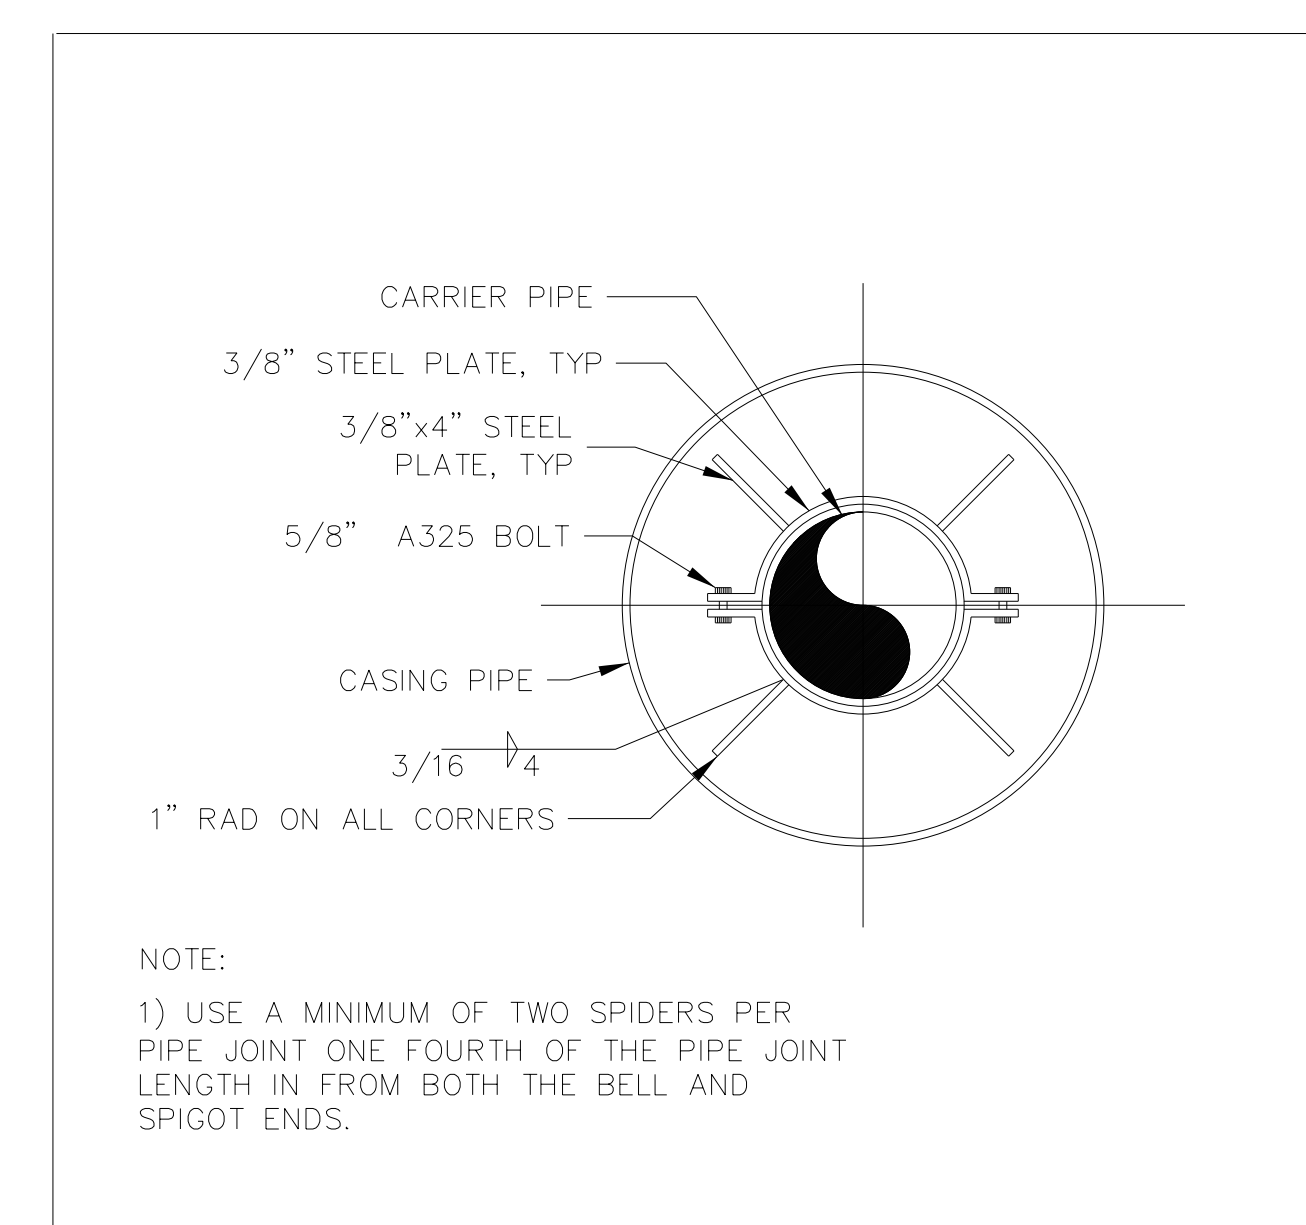 CARRIER PIPE
3/8" STEEL PLATE, TYP
3/8"x4" STEEL
PLATE, TYP
5/8" A325 BOLT
CASING PIPE
3/16 4
1" RAD ON ALL CORNERS
NOTE:
1) USE A MINIMUM OF TWO SPIDERS PER
PIPE JOINT ONE FOURTH OF THE PIPE JOINT
LENGTH IN FROM BOTH THE BELL AND
SPIGOT ENDS.